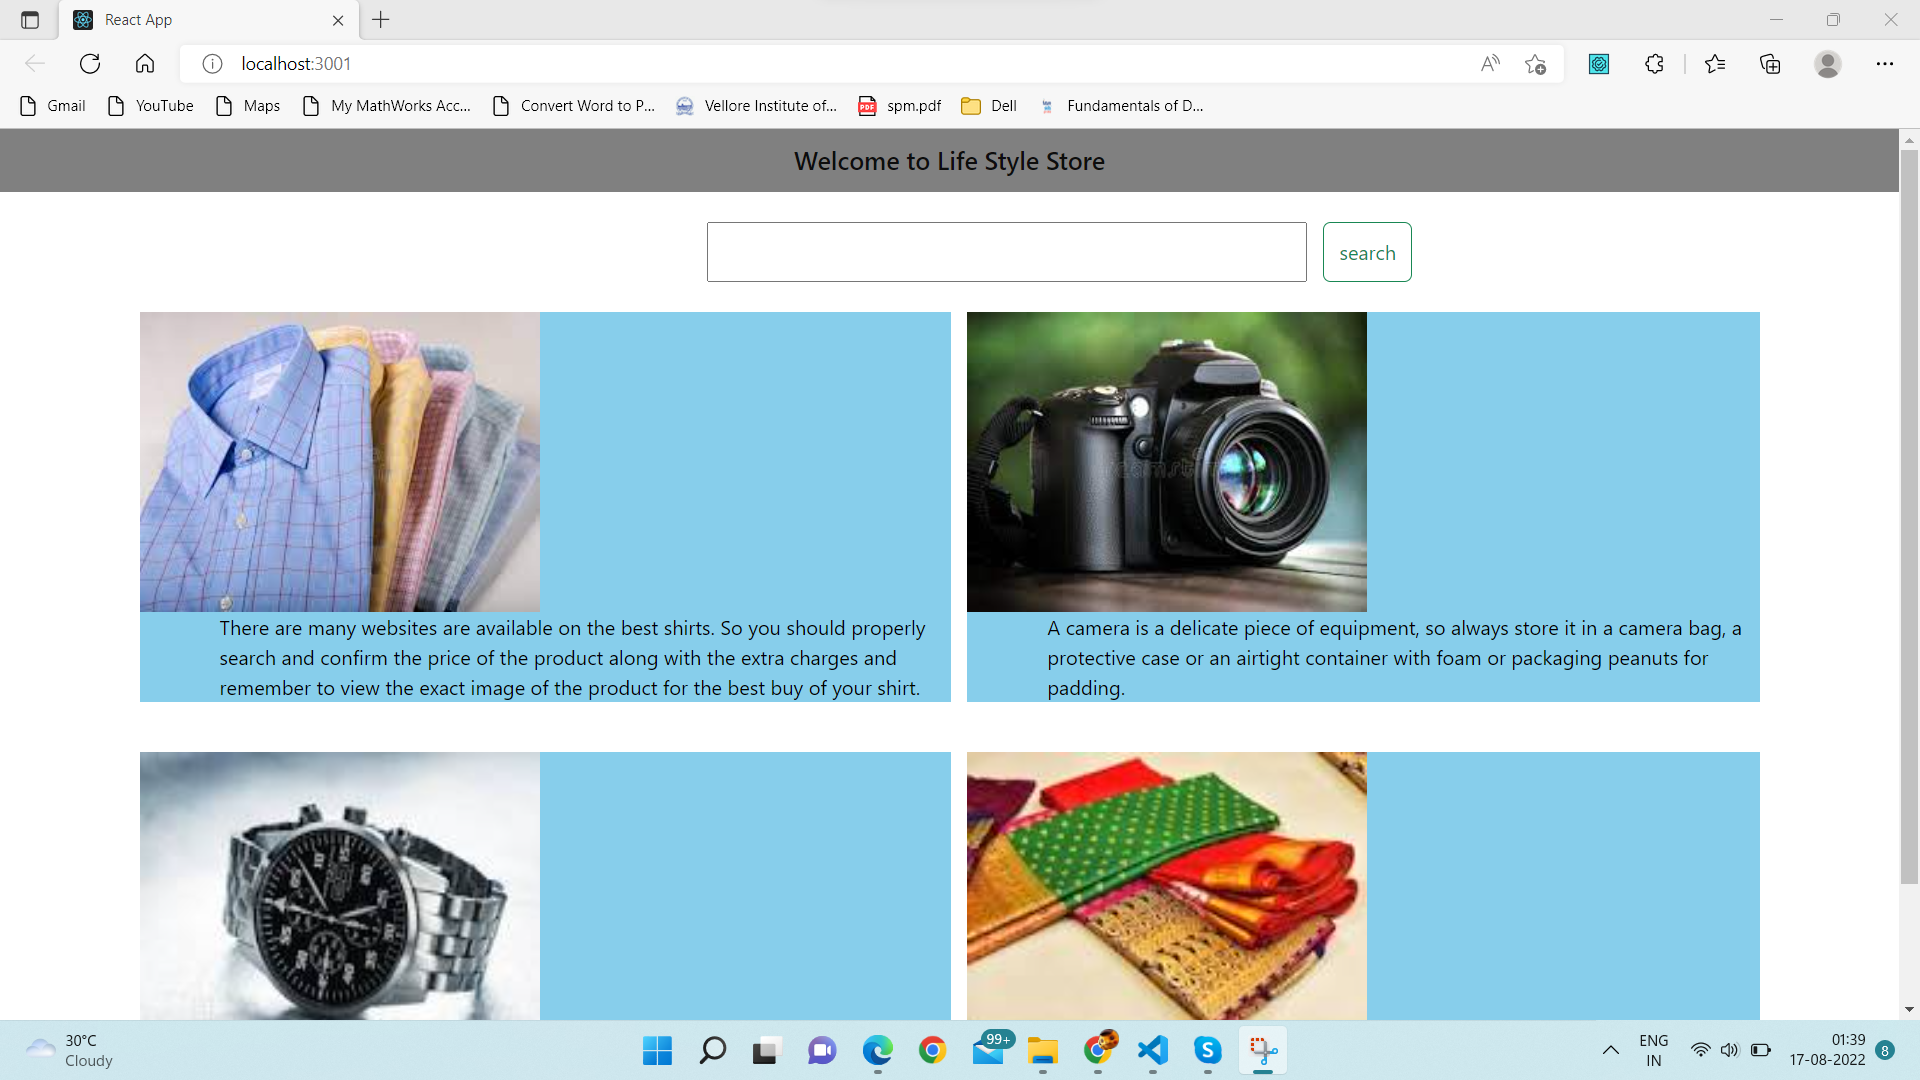 React App
localhost:3001
Gmail
YouTube
Maps
My MathWorks Acc...
Convert Word to P...
Vellore Institute of...
PDF
spm.pdf
Dell
Fundamentals of D...
Welcome to Life Style Store
search
There are many websites are available on the best shirts. So you should properly
search and confirm the price of the product along with the extra charges and
remember to view the exact image of the product for the best buy of your shirt.
A camera is a delicate piece of equipment, so always store it in a camera bag, a
protective case or an airtight container with foam or packaging peanuts for
padding.
30°C
Cloudy
99+
ENG
IN
01:39
17-08-2022
8